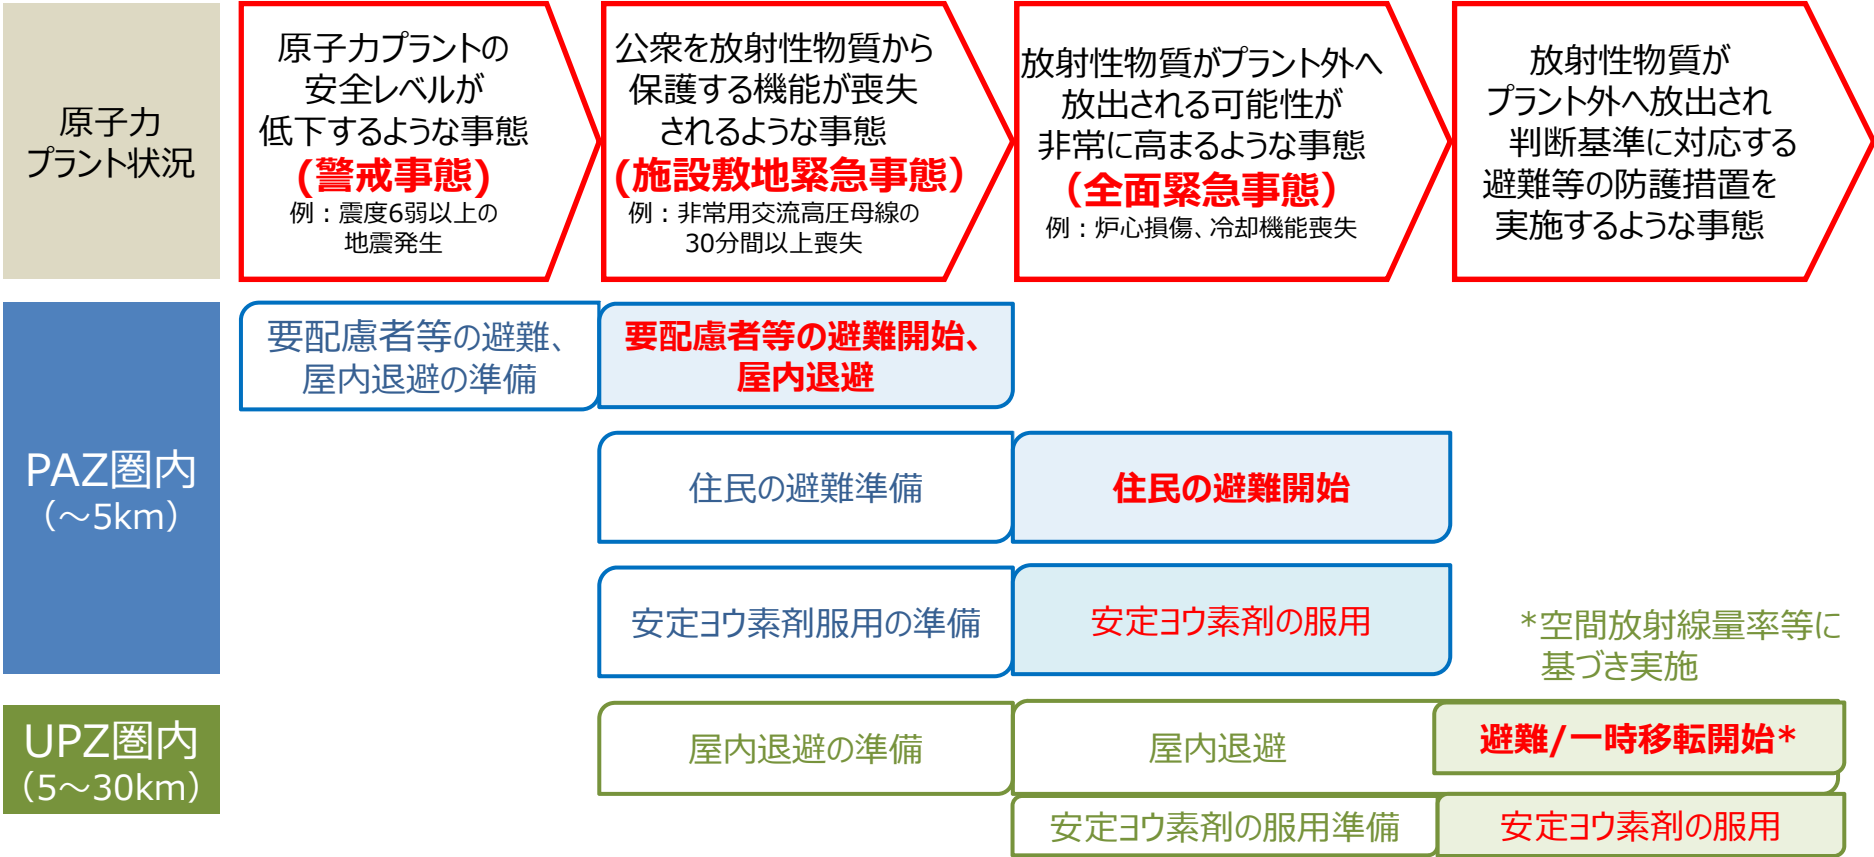 原子力
プラント状況
原子力プラントの
安全レベルが
低下するような事態
(警戒事態)
例：震度6弱以上の
地震発生
公衆を放射性物質から
保護する機能が喪失
されるような事態
(施設敷地緊急事態）
例：非常用交流高圧母線の
30分間以上喪失
放射性物質がプラント外へ
放出される可能性が
非常に高まるような事態
（全面緊急事態）
例：炉心損傷、冷却機能喪失
放射性物質が
プラント外へ放出され
判断基準に対応する
避難等の防護措置を
実施するような事態
PAZ圏内
（～5km）
要配慮者等の避難、
屋内退避の準備
要配慮者等の避難開始、
屋内退避
住民の避難準備
住民の避難開始
安定ヨウ素剤服用の準備
安定ヨウ素剤の服用
*空間放射線量率等に
基づき実施
UPZ圏内
（5～30km）
屋内退避の準備
屋内退避
避難/一時移転開始*
安定ヨウ素剤の服用準備
安定ヨウ素剤の服用